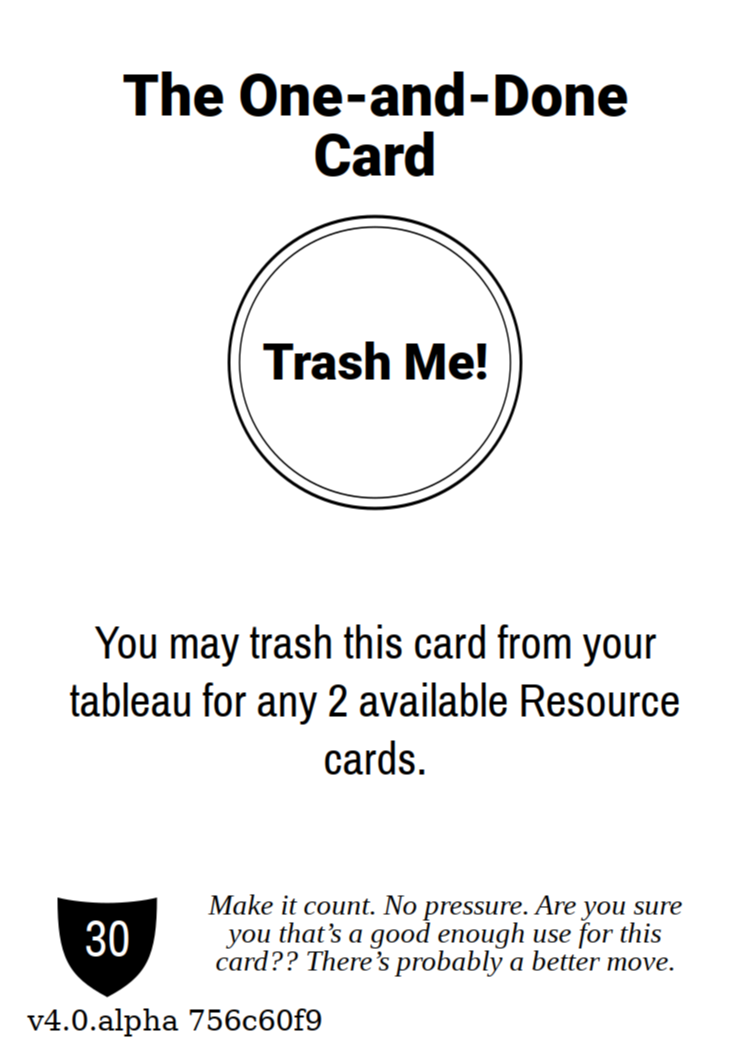 The One-and-Done
Card
Trash Me!
You may trash this card from your
tableau for any 2 available Resource
cards.
30
Make it count. No pressure. Are you sure
you that’s a good enough use for this
card?? There’s probably a better move.
v4.0.alpha 756c60f9